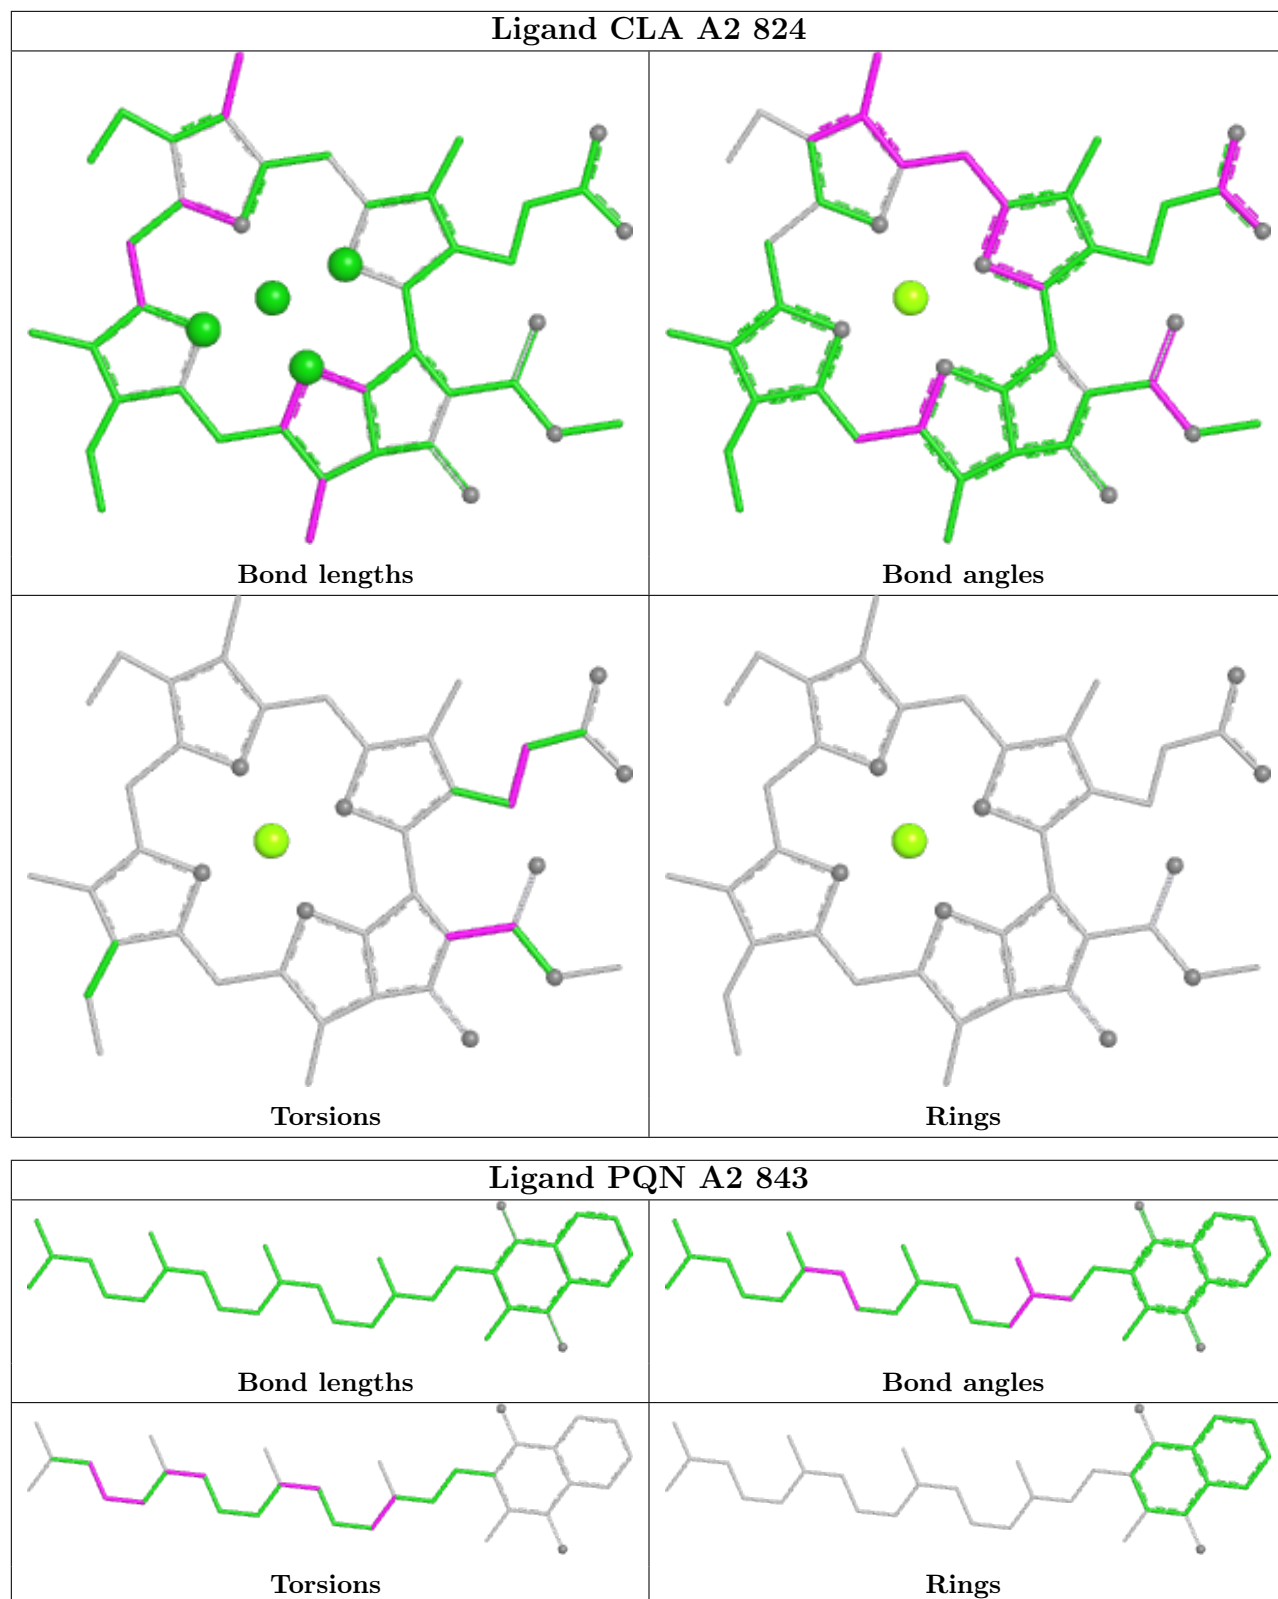 Ligand CLA A2 824
Bond lengths
Bond angles
Torsions
Rings
Ligand PQN A2 843
Bond lengths
Bond angles
Torsions
Rings